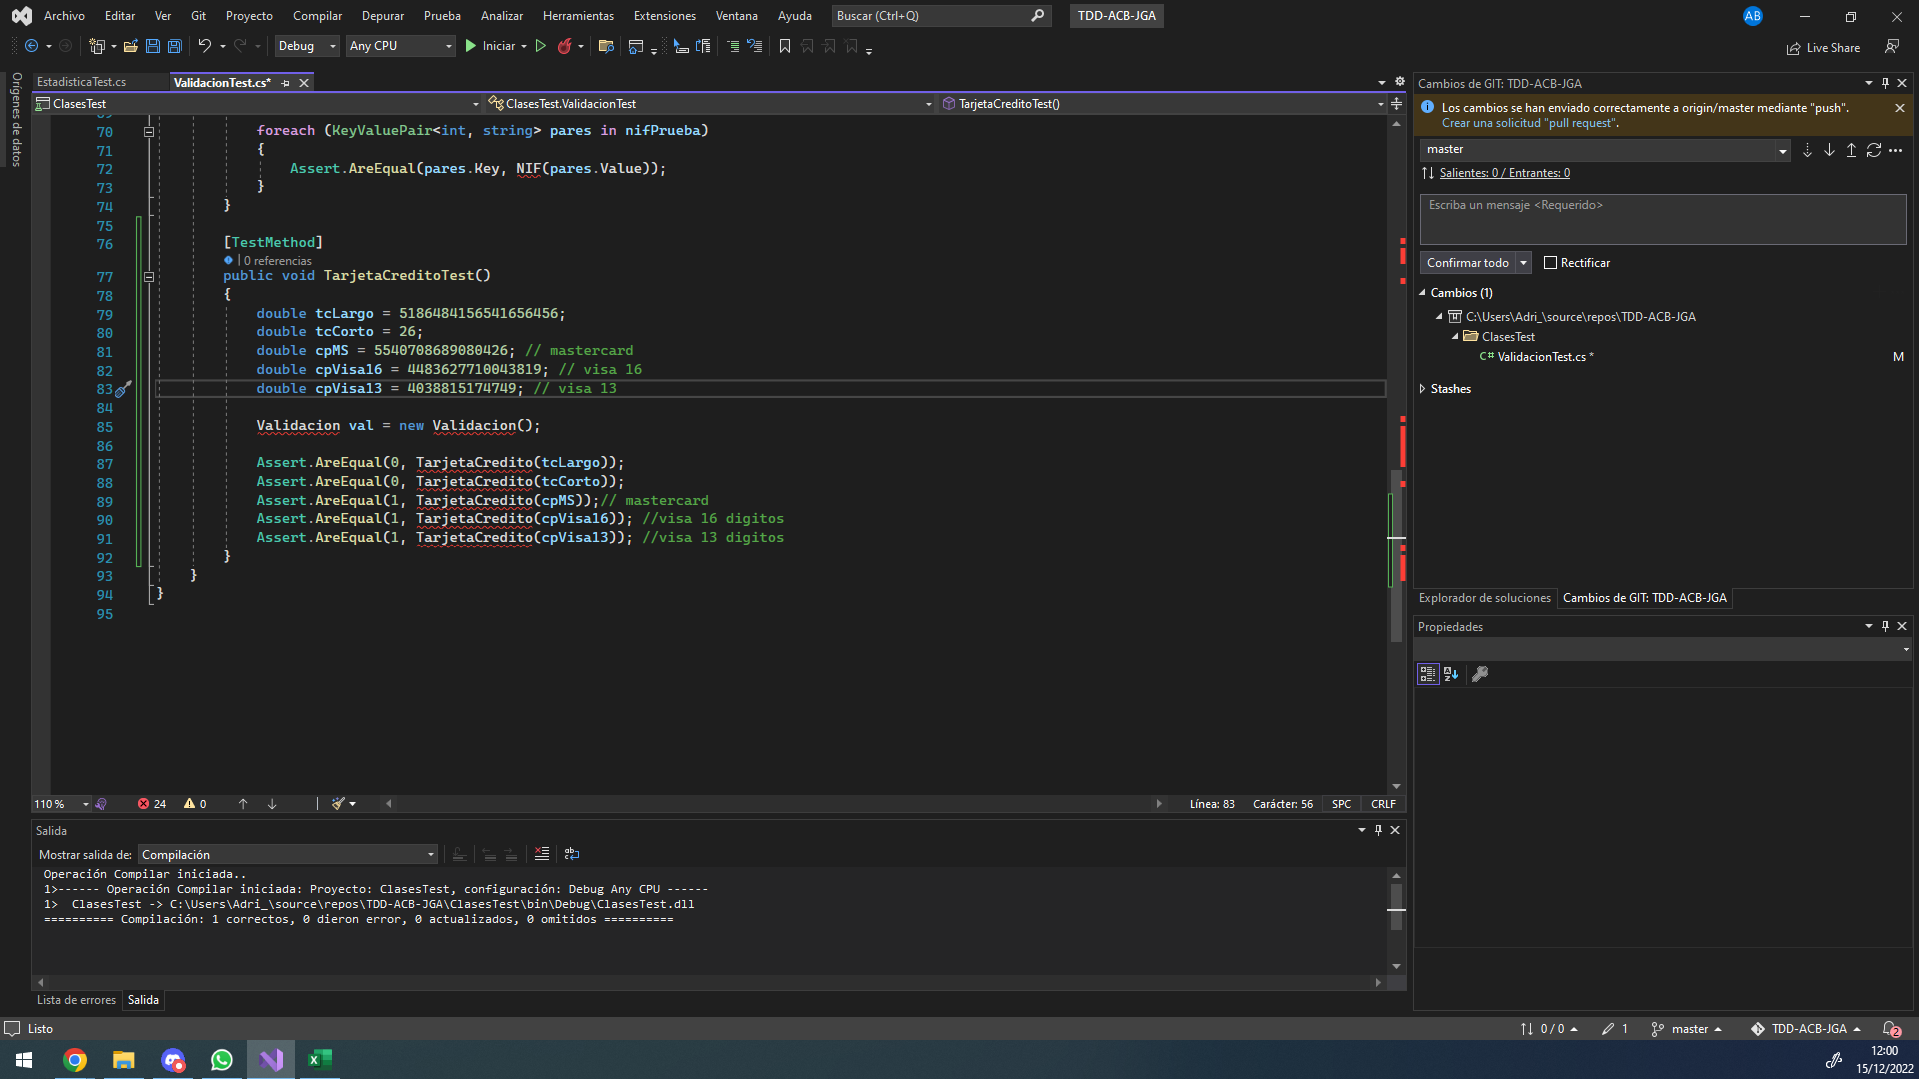 Archivo Editar Ver Git Proyecto Compilar Depurar Prueba Analizar Herramientas Extensiones Ventana Ayuda Buscar (Ctrl+Q) TDD-ACB-JGA AB
Debug Any CPU Iniciar Live Share
Orígenes de datos
EstadisticaTest.cs ValidacionTest.cs*
ClasesTest ClasesTest.ValidacionTest TarjetaCreditoTest()
70 foreach (KeyValuePair<int, string> pares in nifPrueba)
71 {
72 Assert.AreEqual(pares.Key, NIF(pares.Value));
73 }
74 }
75
76 [TestMethod]
0 referencias
77 public void TarjetaCreditoTest()
78 {
79 double tcLargo = 5186484156541656456;
80 double tcCorto = 26;
81 double cpMS = 5540708689080426; // mastercard
82 double cpVisa16 = 4483627710043819; // visa 16
83 double cpVisa13 = 4038815174749; // visa 13
84
85 Validacion val = new Validacion();
86
87 Assert.AreEqual(0, TarjetaCredito(tcLargo));
88 Assert.AreEqual(0, TarjetaCredito(tcCorto));
89 Assert.AreEqual(1, TarjetaCredito(cpMS));// mastercard
90 Assert.AreEqual(1, TarjetaCredito(cpVisa16)); //visa 16 digitos
91 Assert.AreEqual(1, TarjetaCredito(cpVisa13)); //visa 13 digitos
92 }
93 }
94 }
95
110 % 24 0 Línea: 83 Carácter: 56 SPC CRLF
Salida
Mostrar salida de: Compilación
Operación Compilar iniciada..
1>------ Operación Compilar iniciada: Proyecto: ClasesTest, configuración: Debug Any CPU ------
1> ClasesTest -> C:\Users\Adri_\source\repos\TDD-ACB-JGA\ClasesTest\bin\Debug\ClasesTest.dll
========== Compilación: 1 correctos, 0 dieron error, 0 actualizados, 0 omitidos ==========
Lista de errores Salida
Cambios de GIT: TDD-ACB-JGA
Los cambios se han enviado correctamente a origin/master mediante "push".
Crear una solicitud "pull request".
master
Salientes: 0 / Entrantes: 0
Escriba un mensaje <Requerido>
Confirmar todo Rectificar
Cambios (1)
C:\Users\Adri_\source\repos\TDD-ACB-JGA
ClasesTest
C# ValidacionTest.cs * M
Stashes
Explorador de soluciones Cambios de GIT: TDD-ACB-JGA
Propiedades
Listo 0 / 0 1 master TDD-ACB-JGA 2
12:00
15/12/2022